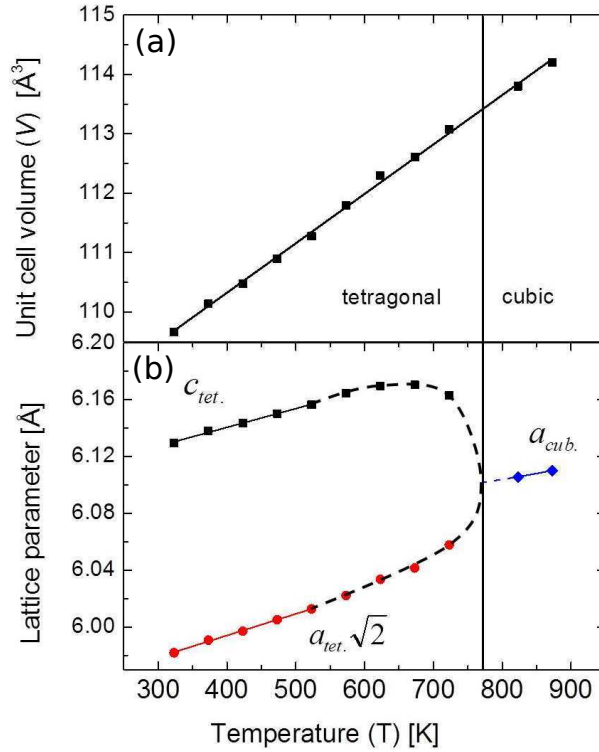 115
(a)
114
113
112
111
110
Unit cell volume (V) [Å³]
tetragonal
cubic
6.20
(b)
c_tet.
6.16
a_cub.
6.12
6.08
6.04
6.00
Lattice parameter [Å]
a_tet.√2
300 400 500 600 700 800 900
Temperature (T) [K]